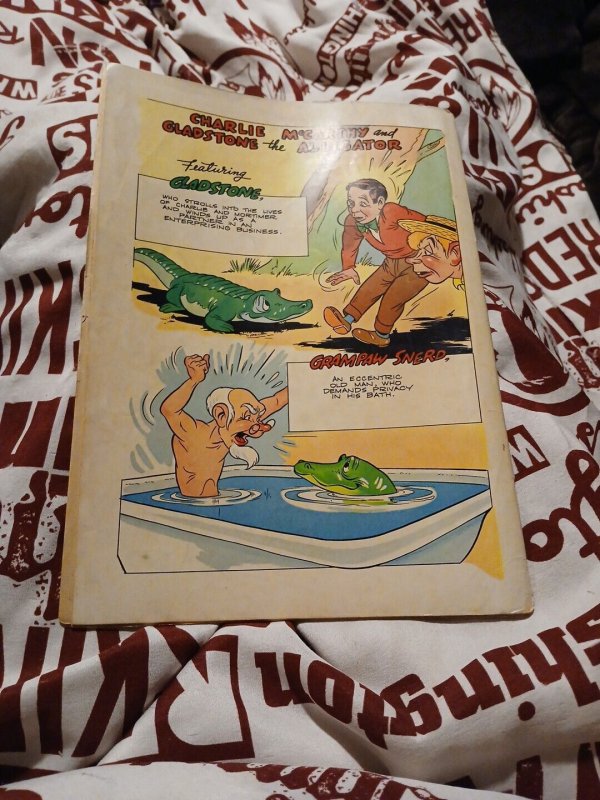 CHARLIE McCARTHY and
GLADSTONE the ALLIGATOR
Featuring
GLADSTONE,
WHO STROLLS INTO THE LIVES
OF CHARLIE AND MORTIMER
AND WINDS UP AS A
PARTNER IN AN
ENTERPRISING BUSINESS.
GRAMPAW SNERD,
AN ECCENTRIC
OLD MAN, WHO
DEMANDS PRIVACY
IN HIS BATH.